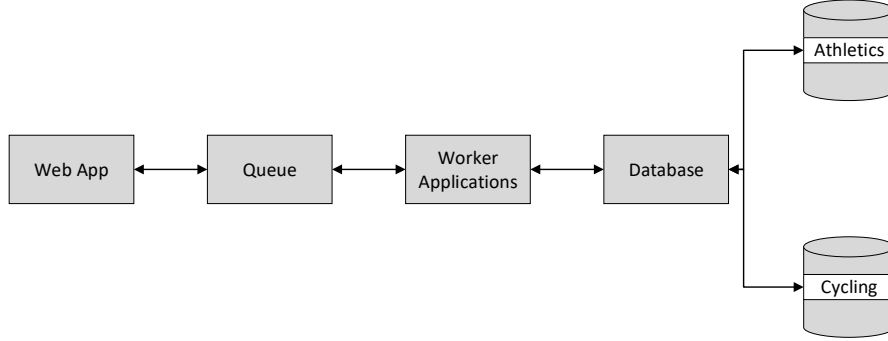 Athletics
Web App
Queue
Worker
Applications
Database
Cycling